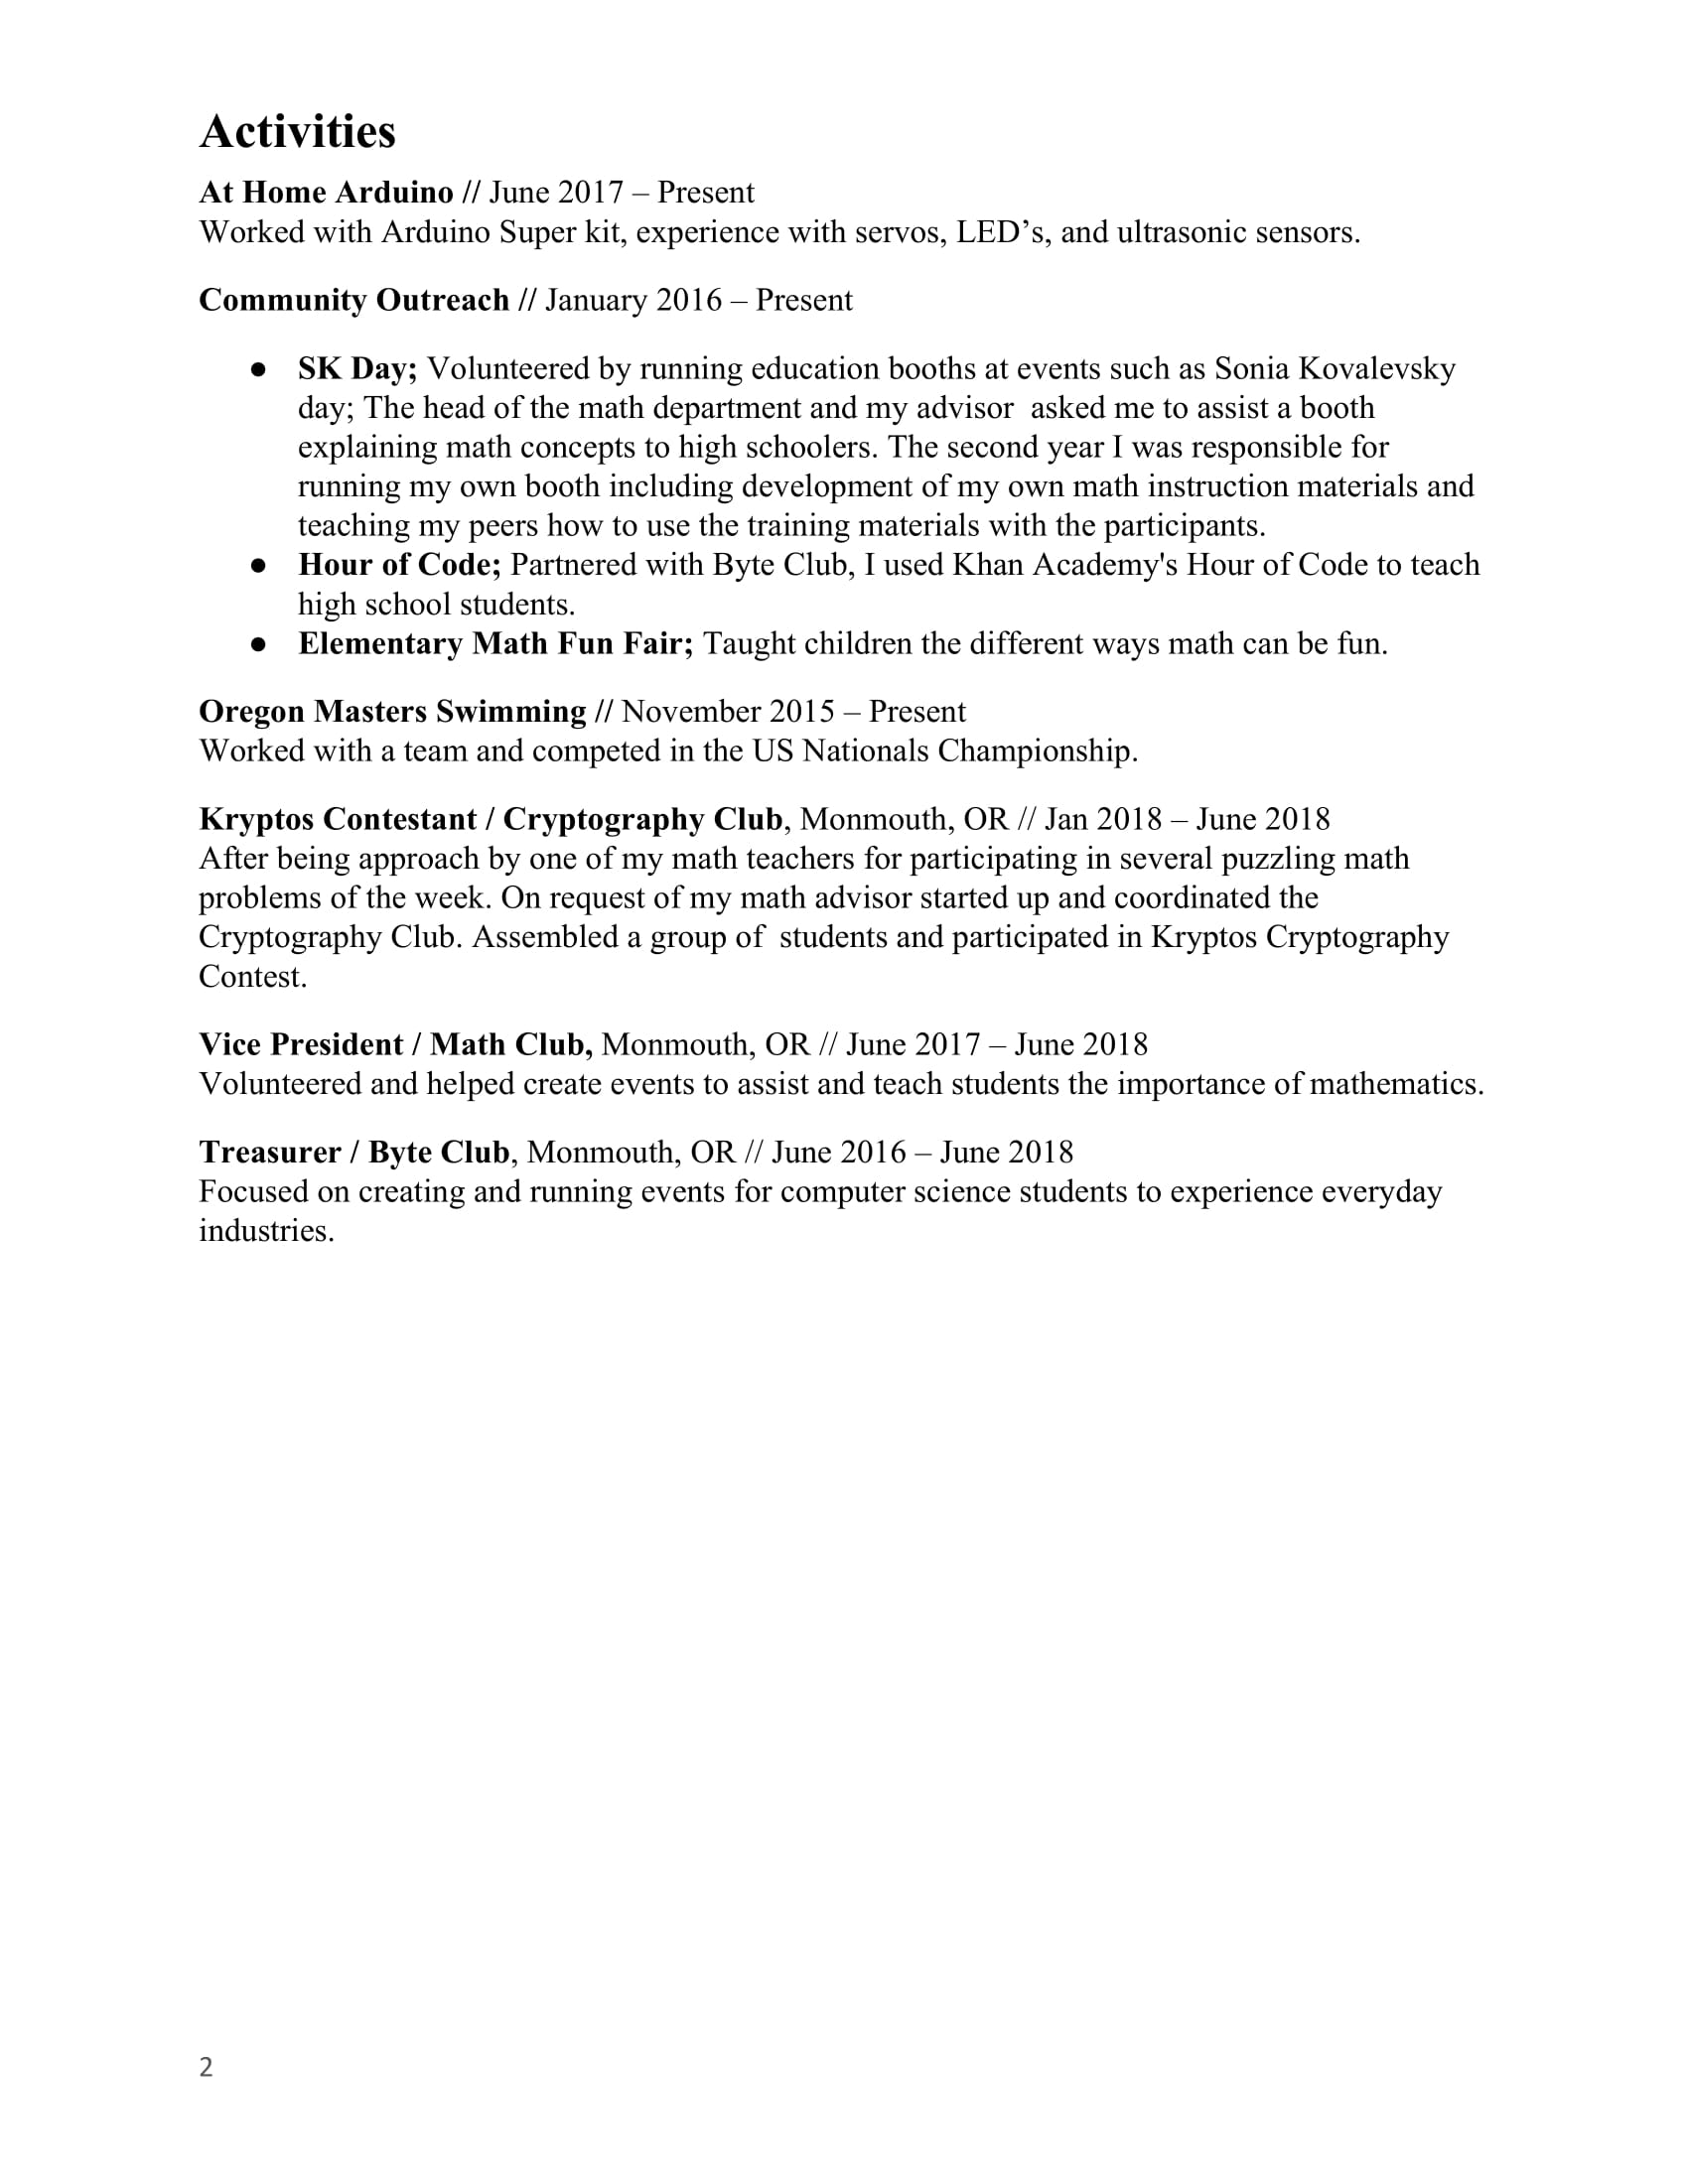 Activities
At Home Arduino // June 2017 – Present
Worked with Arduino Super kit, experience with servos, LED’s, and ultrasonic sensors.
Community Outreach // January 2016 – Present
● SK Day; Volunteered by running education booths at events such as Sonia Kovalevsky
day; The head of the math department and my advisor  asked me to assist a booth
explaining math concepts to high schoolers. The second year I was responsible for
running my own booth including development of my own math instruction materials and
teaching my peers how to use the training materials with the participants.
● Hour of Code; Partnered with Byte Club, I used Khan Academy's Hour of Code to teach
high school students.
● Elementary Math Fun Fair; Taught children the different ways math can be fun.
Oregon Masters Swimming // November 2015 – Present
Worked with a team and competed in the US Nationals Championship.
Kryptos Contestant / Cryptography Club, Monmouth, OR // Jan 2018 – June 2018
After being approach by one of my math teachers for participating in several puzzling math
problems of the week. On request of my math advisor started up and coordinated the
Cryptography Club. Assembled a group of  students and participated in Kryptos Cryptography
Contest.
Vice President / Math Club, Monmouth, OR // June 2017 – June 2018
Volunteered and helped create events to assist and teach students the importance of mathematics.
Treasurer / Byte Club, Monmouth, OR // June 2016 – June 2018
Focused on creating and running events for computer science students to experience everyday
industries.
2